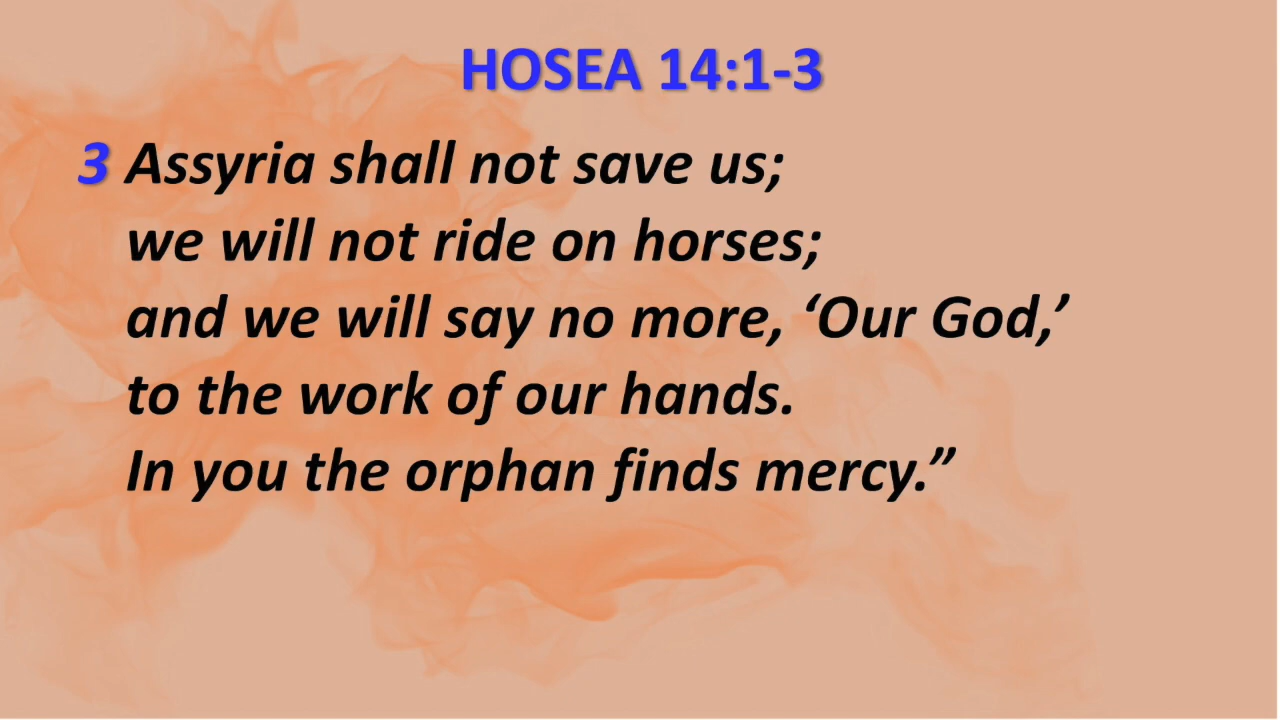 HOSEA 14:1-3
3 Assyria shall not save us;
we will not ride on horses;
and we will say no more, ‘Our God,’
to the work of our hands.
In you the orphan finds mercy.”